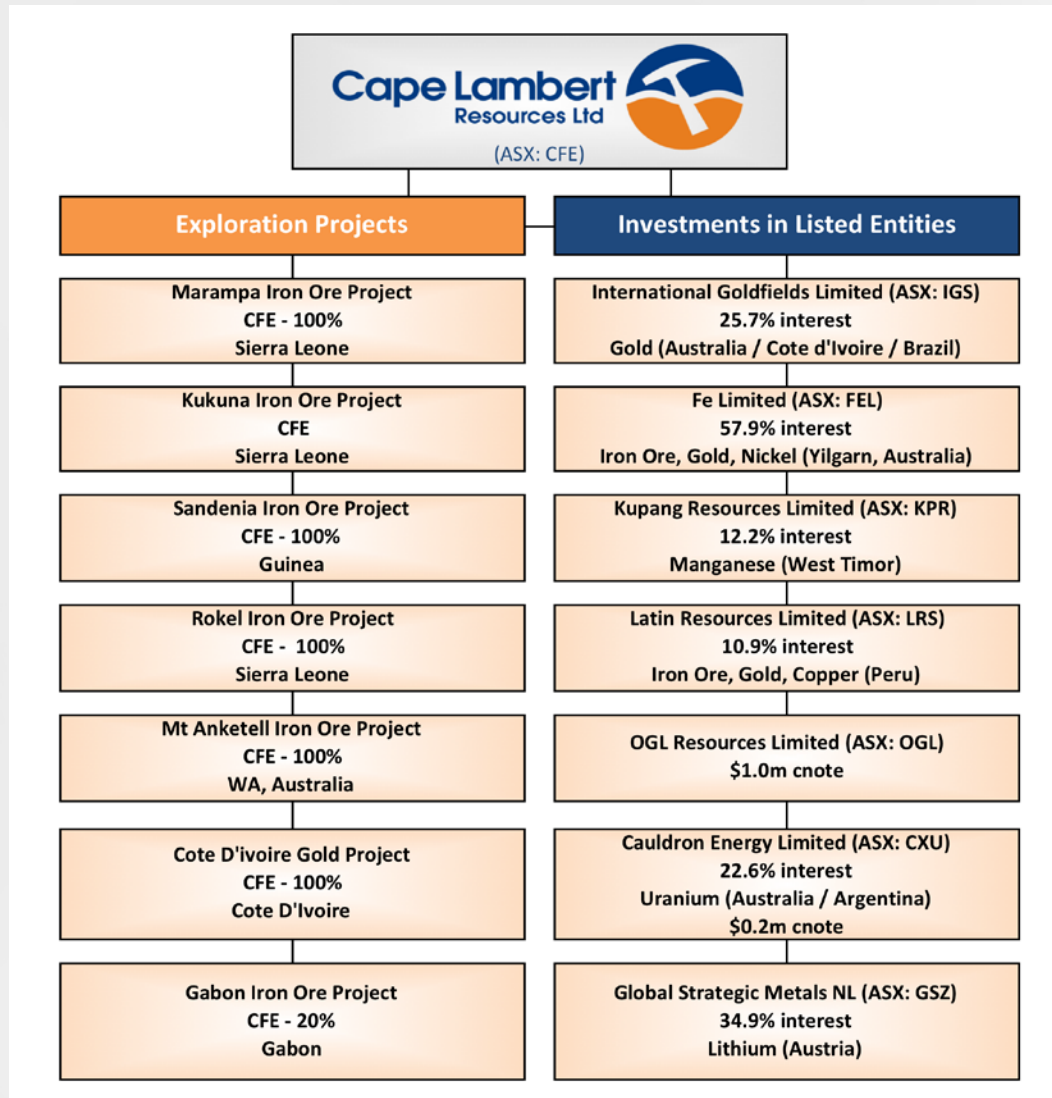 Cape Lambert
Resources Ltd
(ASX: CFE)
Exploration Projects
Marampa Iron Ore Project
CFE - 100%
Sierra Leone
Kukuna Iron Ore Project
CFE
Sierra Leone
Sandenia Iron Ore Project
CFE - 100%
Guinea
Rokel Iron Ore Project
CFE -  100%
Sierra Leone
Mt Anketell Iron Ore Project
CFE - 100%
WA, Australia
Cote D'ivoire Gold Project
CFE - 100%
Cote D'Ivoire
Gabon Iron Ore Project
CFE - 20%
Gabon
Investments in Listed Entities
International Goldfields Limited (ASX: IGS)
25.7% interest
Gold (Australia / Cote d'Ivoire / Brazil)
Fe Limited (ASX: FEL)
57.9% interest
Iron Ore, Gold, Nickel (Yilgarn, Australia)
Kupang Resources Limited (ASX: KPR)
12.2% interest
Manganese (West Timor)
Latin Resources Limited (ASX: LRS)
10.9% interest
Iron Ore, Gold, Copper (Peru)
OGL Resources Limited (ASX: OGL)
$1.0m cnote
Cauldron Energy Limited (ASX: CXU)
22.6% interest
Uranium (Australia / Argentina)
$0.2m cnote
Global Strategic Metals NL (ASX: GSZ)
34.9% interest
Lithium (Austria)